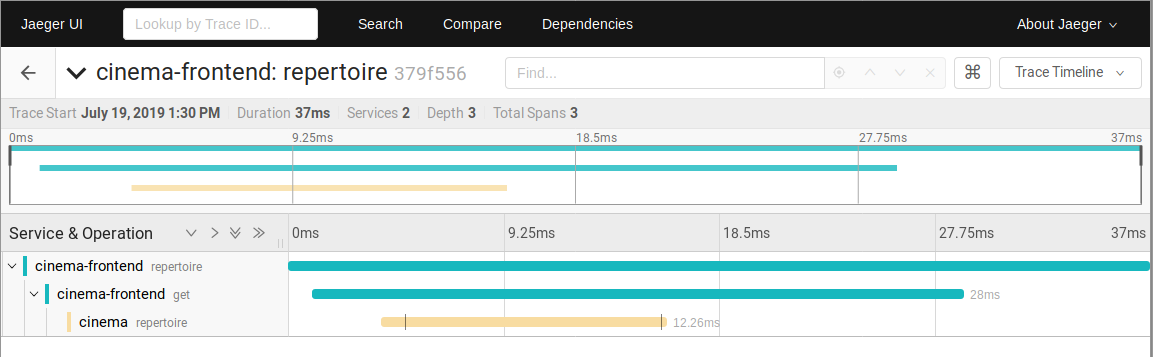 Jaeger UI Lookup by Trace ID... Search Compare Dependencies About Jaeger
cinema-frontend: repertoire 379f556 Find... ⌘ Trace Timeline
Trace Start July 19, 2019 1:30 PM Duration 37ms Services 2 Depth 3 Total Spans 3
0ms 9.25ms 18.5ms 27.75ms 37ms
Service & Operation 0ms 9.25ms 18.5ms 27.75ms 37ms
cinema-frontend repertoire
cinema-frontend get 28ms
cinema repertoire 12.26ms